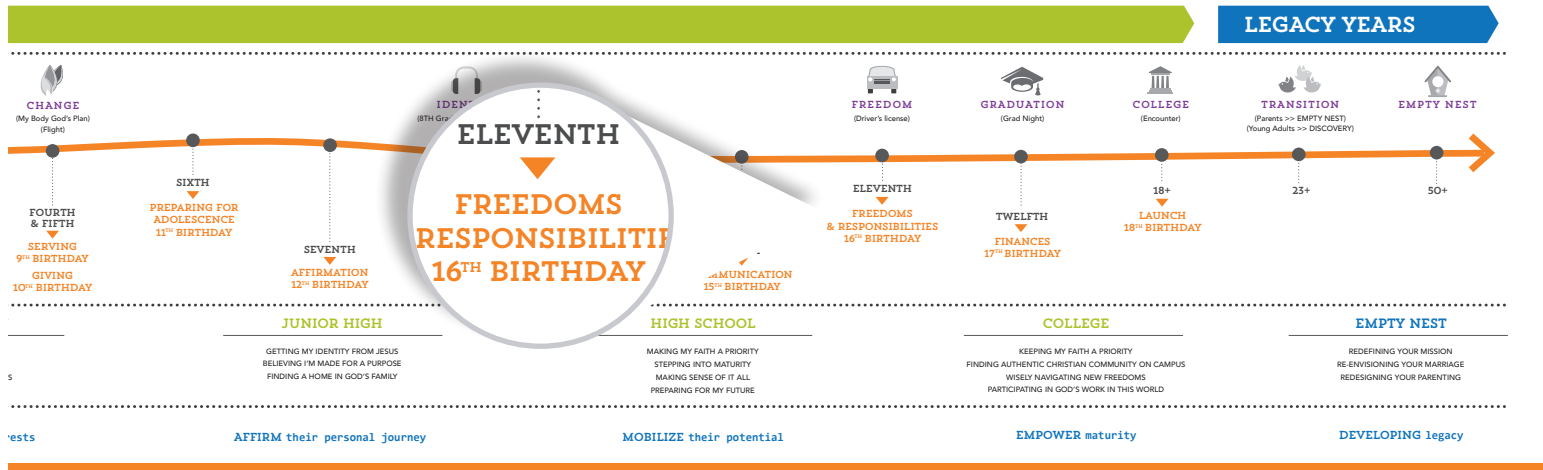 LEGACY YEARS
CHANGE
(My Body God's Plan)
(Flight)
FREEDOM
(Driver's license)
GRADUATION
(Grad Night)
COLLEGE
(Encounter)
TRANSITION
(Parents >> EMPTY NEST)
(Young Adults >> DISCOVERY)
EMPTY NEST
FOURTH
& FIFTH
SERVING
9TH BIRTHDAY
GIVING
10TH BIRTHDAY
SIXTH
PREPARING FOR
ADOLESCENCE
11TH BIRTHDAY
SEVENTH
AFFIRMATION
12TH BIRTHDAY
ELEVENTH
FREEDOMS
16TH BIRTHDAY
15TH BIRTHDAY
ELEVENTH
FREEDOMS
& RESPONSIBILITIES
16TH BIRTHDAY
TWELFTH
FINANCES
17TH BIRTHDAY
18+
LAUNCH
18TH BIRTHDAY
23+
50+
JUNIOR HIGH
GETTING MY IDENTITY FROM JESUS
BELIEVING I'M MADE FOR A PURPOSE
FINDING A HOME IN GOD'S FAMILY
HIGH SCHOOL
MAKING MY FAITH A PRIORITY
STEPPING INTO MATURITY
MAKING SENSE OF IT ALL
PREPARING FOR MY FUTURE
COLLEGE
KEEPING MY FAITH A PRIORITY
FINDING AUTHENTIC CHRISTIAN COMMUNITY ON CAMPUS
WISELY NAVIGATING NEW FREEDOMS
PARTICIPATING IN GOD'S WORK IN THIS WORLD
EMPTY NEST
REDEFINING YOUR MISSION
RE-ENVISIONING YOUR MARRIAGE
REDESIGNING YOUR PARENTING
AFFIRM their personal journey
MOBILIZE their potential
EMPOWER maturity
DEVELOPING legacy